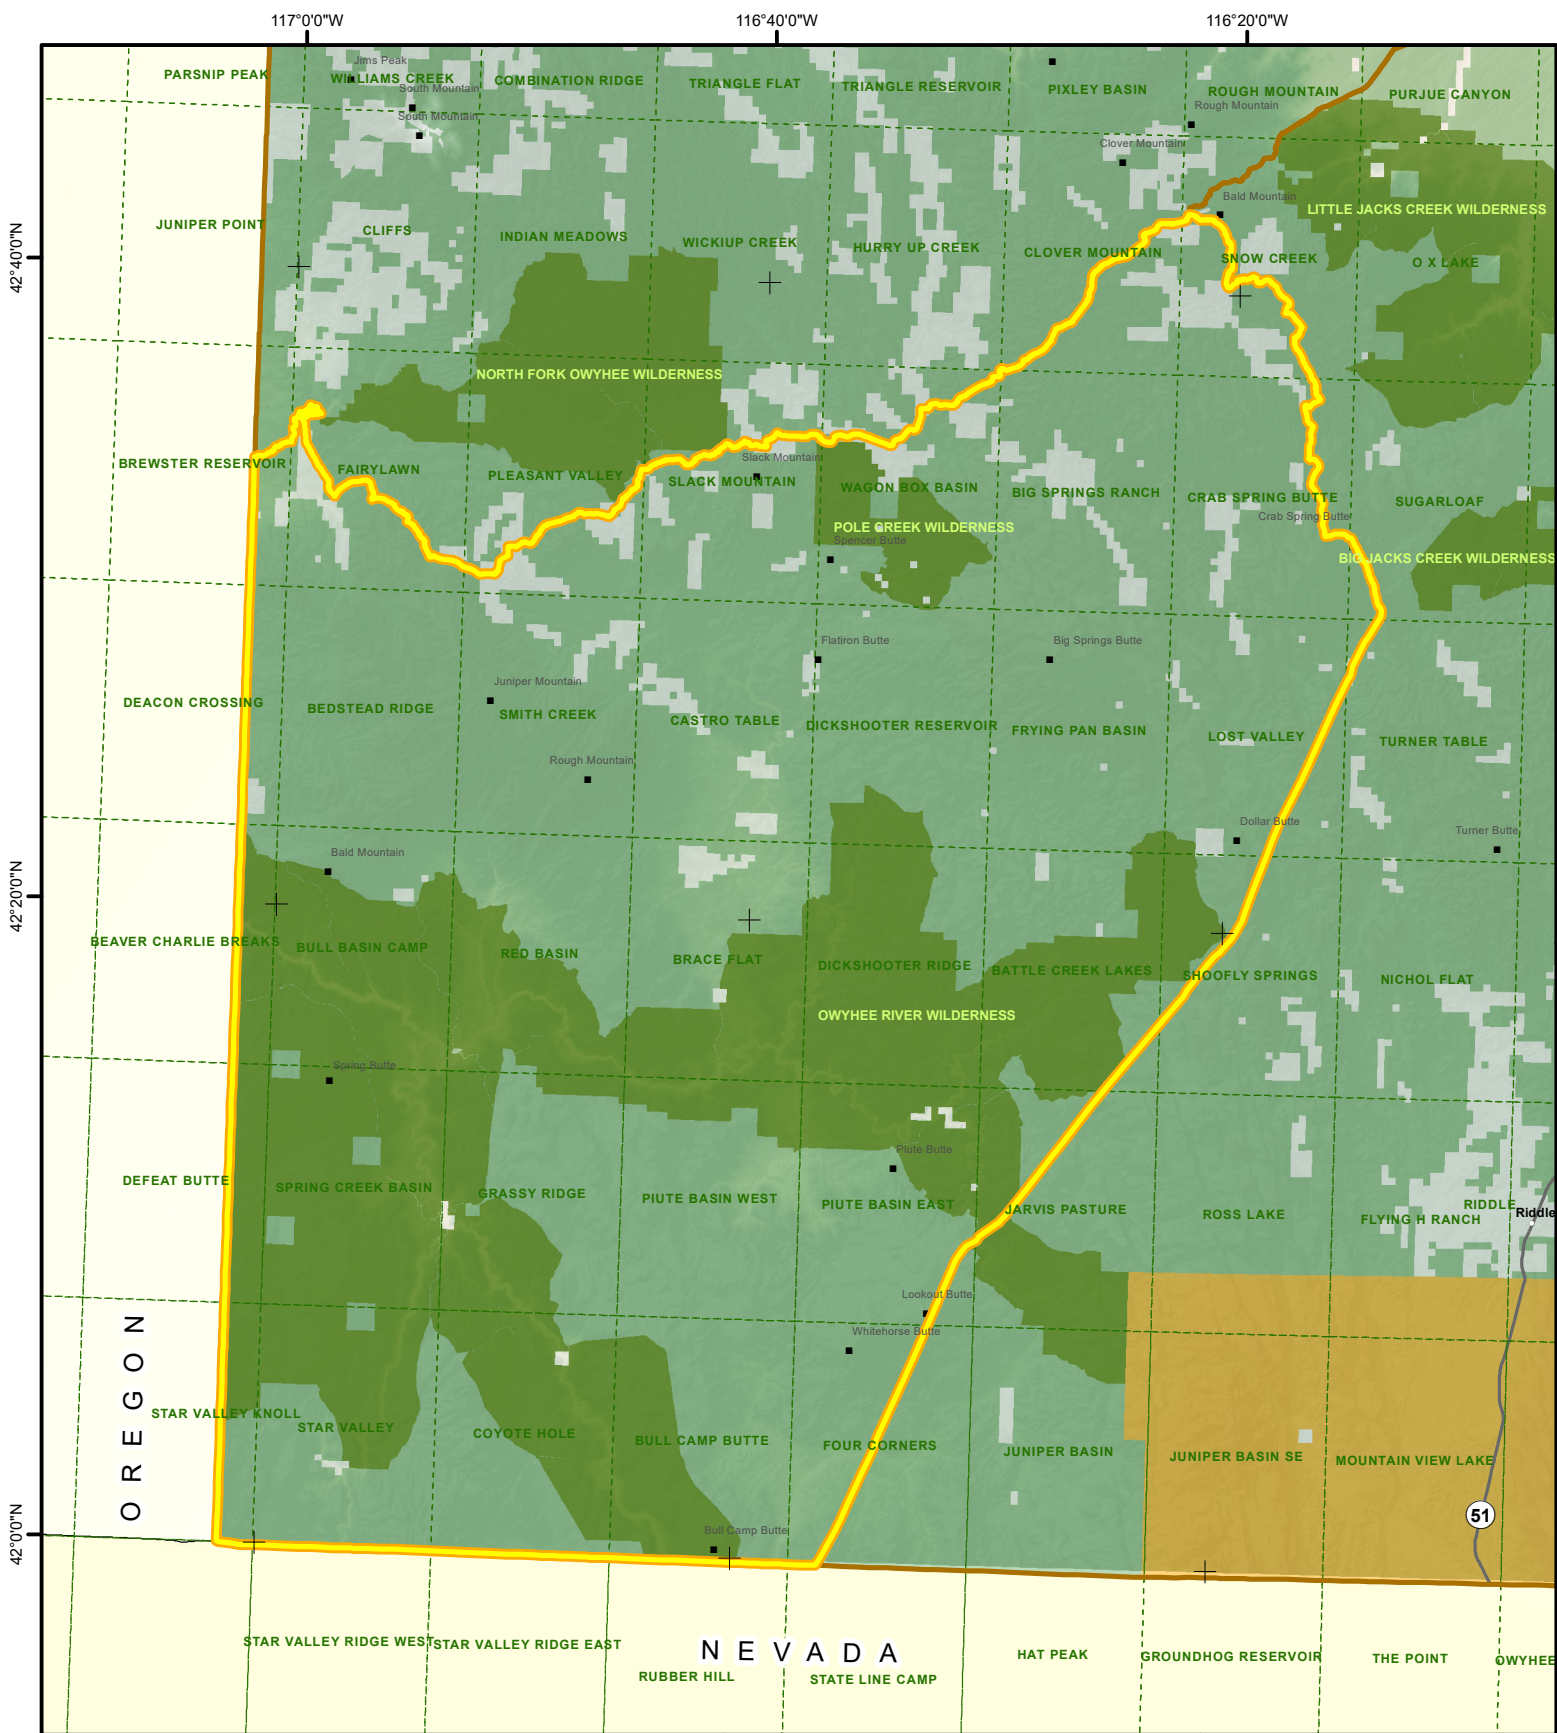 117°0'0"W
116°40'0"W
116°20'0"W
Jims Peak
PARSNIP PEAK
WILLIAMS CREEK
COMBINATION RIDGE
TRIANGLE FLAT
TRIANGLE RESERVOIR
PIXLEY BASIN
ROUGH MOUNTAIN
PURJUE CANYON
South Mountain
Rough Mountain
South Mountain
Clover Mountain
Bald Mountain
LITTLE JACKS CREEK WILDERNESS
JUNIPER POINT
CLIFFS
INDIAN MEADOWS
WICKIUP CREEK
HURRY UP CREEK
CLOVER MOUNTAIN
SNOW CREEK
O X LAKE
42°40'0"N
NORTH FORK OWYHEE WILDERNESS
BREWSTER RESERVOIR
FAIRYLAWN
PLEASANT VALLEY
Slack Mountain
SLACK MOUNTAIN
WAGON BOX BASIN
BIG SPRINGS RANCH
CRAB SPRING BUTTE
SUGARLOAF
Crab Spring Butte
POLE CREEK WILDERNESS
Spencer Butte
BIG JACKS CREEK WILDERNESS
Flatiron Butte
Big Springs Butte
Juniper Mountain
DEACON CROSSING
BEDSTEAD RIDGE
SMITH CREEK
CASTRO TABLE
DICKSHOOTER RESERVOIR
FRYING PAN BASIN
LOST VALLEY
TURNER TABLE
Rough Mountain
Dollar Butte
Turner Butte
Bald Mountain
42°20'0"N
BEAVER CHARLIE BREAKS
BULL BASIN CAMP
RED BASIN
BRACE FLAT
DICKSHOOTER RIDGE
BATTLE CREEK LAKES
SHOOFLY SPRINGS
NICHOL FLAT
OWYHEE RIVER WILDERNESS
Spring Butte
Piute Butte
DEFEAT BUTTE
SPRING CREEK BASIN
GRASSY RIDGE
PIUTE BASIN WEST
PIUTE BASIN EAST
JARVIS PASTURE
ROSS LAKE
FLYING H RANCH
RIDDLE
Riddle
Lookout Butte
Whitehorse Butte
OREGON
STAR VALLEY KNOLL
STAR VALLEY
COYOTE HOLE
BULL CAMP BUTTE
FOUR CORNERS
JUNIPER BASIN
JUNIPER BASIN SE
MOUNTAIN VIEW LAKE
51
42°0'0"N
Bull Camp Butte
STAR VALLEY RIDGE WEST
STAR VALLEY RIDGE EAST
NEVADA
RUBBER HILL
STATE LINE CAMP
HAT PEAK
GROUNDHOG RESERVOIR
THE POINT
OWYHEE